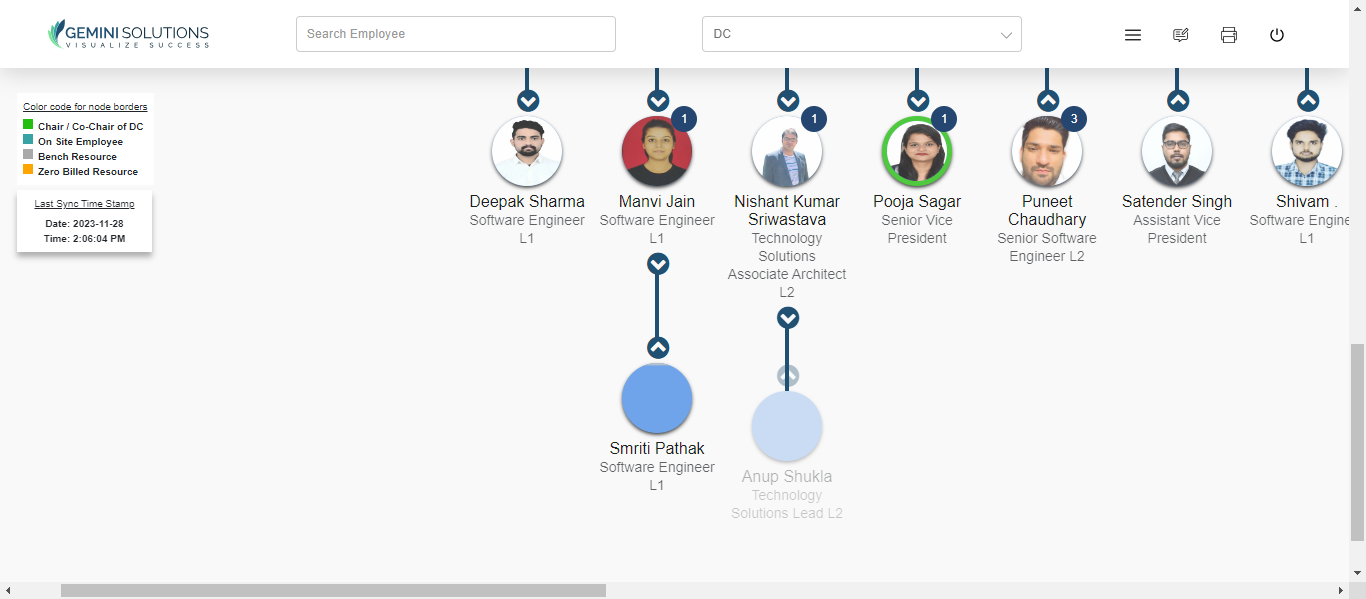 GEMINI SOLUTIONS
VISUALIZE SUCCESS
Search Employee
DC
Color code for node borders
Chair / Co-Chair of DC
On Site Employee
Bench Resource
Zero Billed Resource
Last Sync Time Stamp
Date: 2023-11-28
Time: 2:06:04 PM
Deepak Sharma
Software Engineer
L1
1
Manvi Jain
Software Engineer
L1
1
Nishant Kumar
Sriwastava
Technology
Solutions
Associate Architect
L2
1
Pooja Sagar
Senior Vice
President
3
Puneet
Chaudhary
Senior Software
Engineer L2
Satender Singh
Assistant Vice
President
Shivam .
Software Engine
L1
Smriti Pathak
Software Engineer
L1
Anup Shukla
Technology
Solutions Lead L2